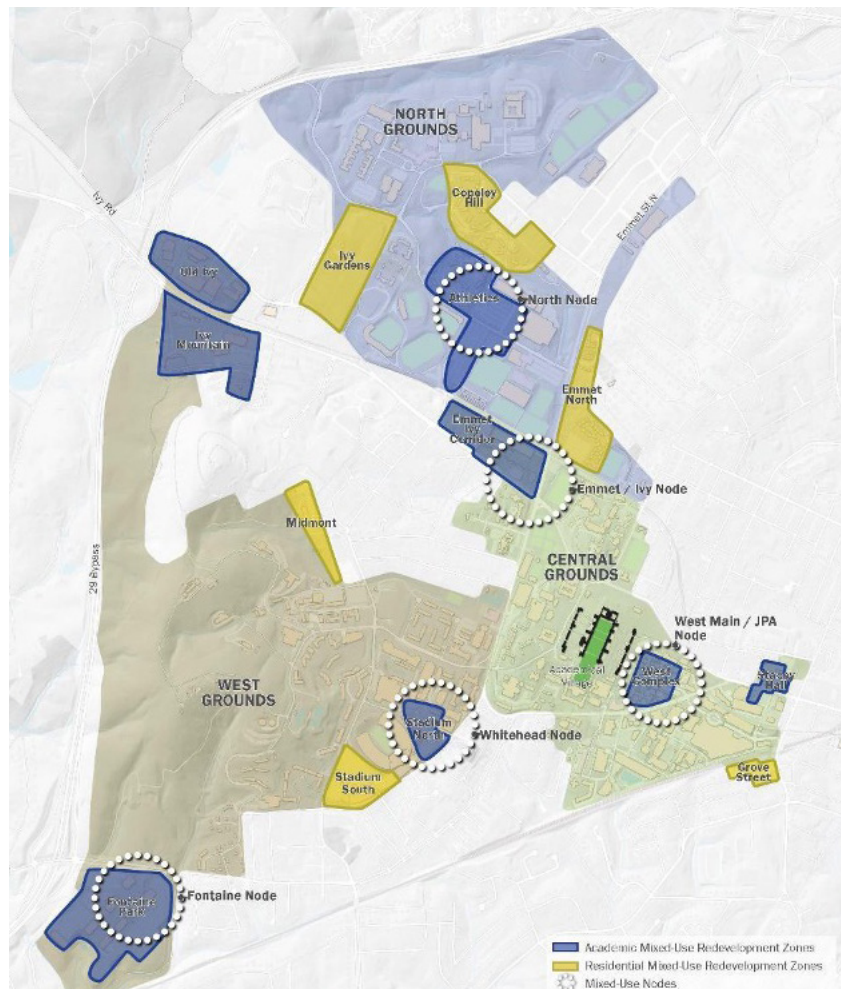 NORTH
GROUNDS
Copeley
Hill
Emmet St N
Ivy Rd
Ivy
Gardens
Old Ivy
Athletics
North Node
Ivy
Mountain
Emmet
North
Emmet
Ivy
Corridor
Emmet / Ivy Node
Midmont
29 Bypass
CENTRAL
GROUNDS
West Main / JPA
Node
Academical
Village
West
Complex
Stacey
Hall
WEST
GROUNDS
Stadium
North
Whitehead Node
Stadium
South
Grove
Street
Fontaine
Park
Fontaine Node
Academic Mixed-Use Redevelopment Zones
Residential Mixed-Use Redevelopment Zones
Mixed-Use Nodes